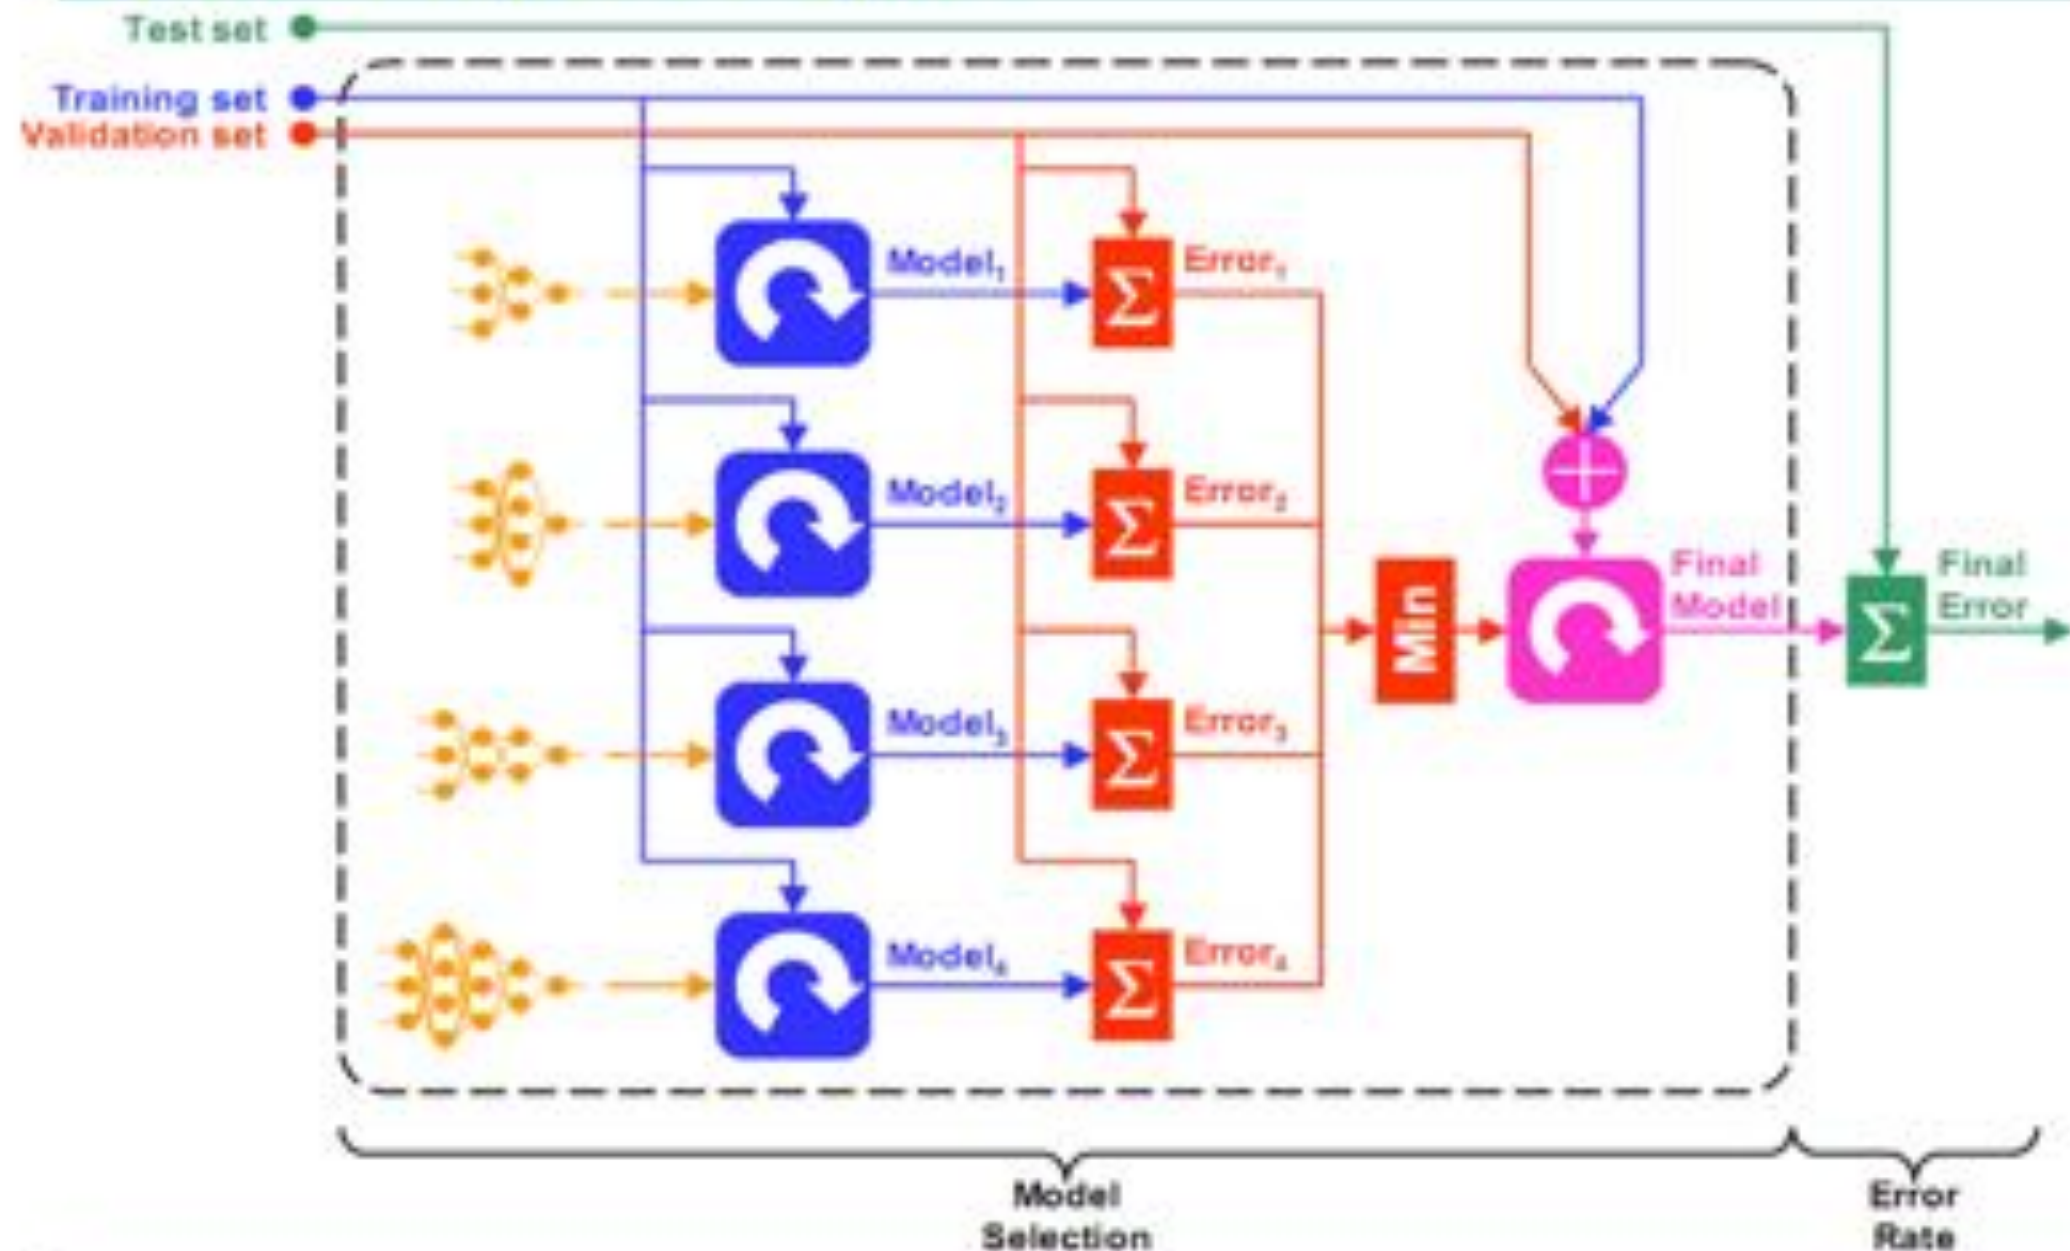 Test set
Training set
Validation set
Model₁
Error₁
Model₂
Error₂
Final
Model
Final
Error
Min
Model₃
Error₃
Model₄
Error₄
Σ
Σ
Σ
Σ
Σ
Model
Selection
Error
Rate